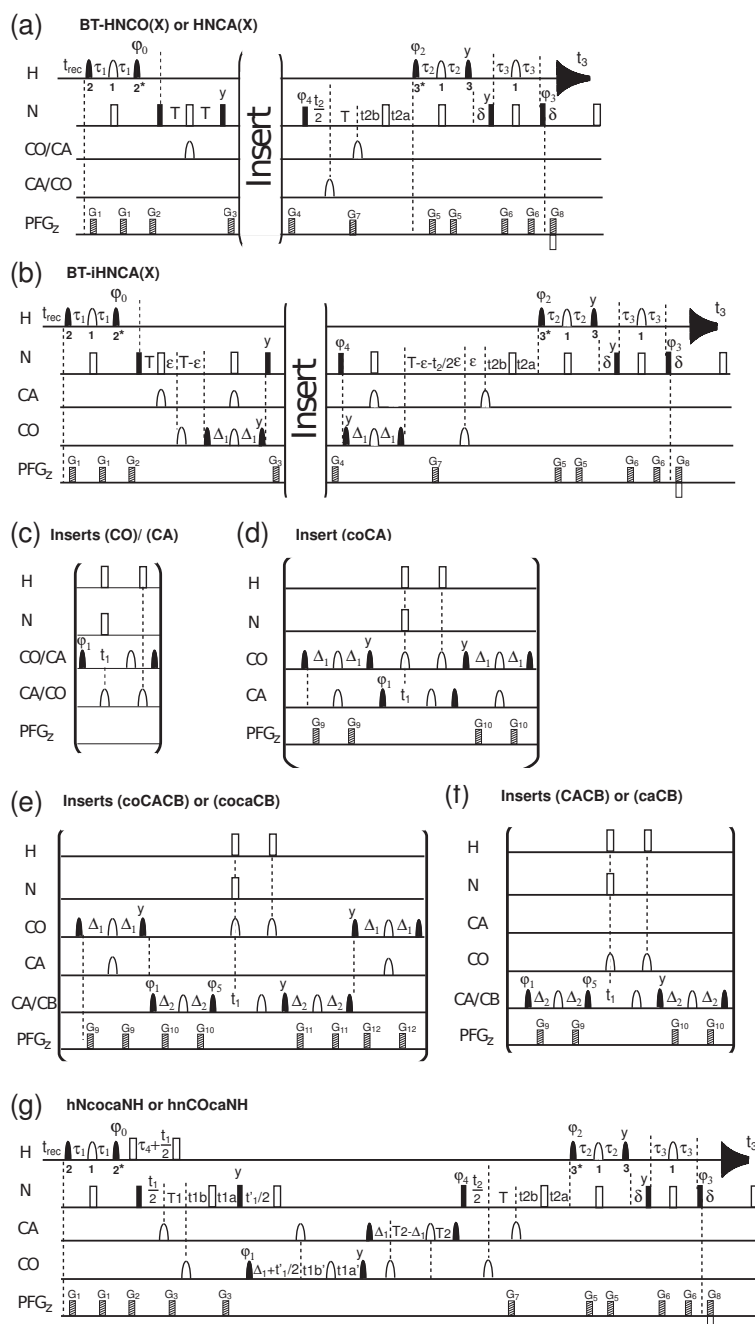 (a) BT-HNCO(X) or HNCA(X)
H t_rec τ1 τ1 φ0 φ2 τ2 τ2 y τ3 τ3 t3
2 1 2* 3* 1 3 1
N T T y φ4 t2/2 T t2b t2a δ y φ3 δ
CO/CA
CA/CO
PFGz G1 G1 G2 G3 G4 G7 G5 G5 G6 G6 G8
Insert
(b) BT-iHNCA(X)
H t_rec τ1 τ1 φ0 φ2 τ2 τ2 y τ3 τ3 t3
2 1 2* 3* 1 3 1
N T ε T-ε y φ4 T-ε-t2/2 ε ε t2b t2a δ y φ3 δ
CA
CO Δ1 Δ1 y y Δ1 Δ1
PFGz G1 G1 G2 G3 G4 G7 G5 G5 G6 G6 G8
Insert
(c) Inserts (CO)/ (CA)
H
N
CO/CA φ1 t1
CA/CO
PFGz
(d) Insert (coCA)
H
N
CO Δ1 Δ1 y y Δ1 Δ1
CA φ1 t1
PFGz G9 G9 G10 G10
(e) Inserts (coCACB) or (cocaCB)
H
N
CO Δ1 Δ1 y y Δ1 Δ1
CA
CA/CB φ1 Δ2 Δ2 φ5 t1 y Δ2 Δ2
PFGz G9 G9 G10 G10 G11 G11 G12 G12
(f) Inserts (CACB) or (caCB)
H
N
CA
CO
CA/CB φ1 Δ2 Δ2 φ5 t1 y Δ2 Δ2
PFGz G9 G9 G10 G10
(g) hNcocaNH or hnCOcaNH
H t_rec τ1 τ1 φ0 τ4+ t1/2 φ2 τ2 τ2 y τ3 τ3 t3
2 1 2* 3* 1 3 1
N t1/2 T1 t1b t1a y t'1/2 φ4 t2/2 T t2b t2a δ y φ3 δ
CA Δ1 T2-Δ1 T2
CO φ1 Δ1+t'1/2 t1b' t1a' y
PFGz G1 G1 G2 G3 G3 G7 G5 G5 G6 G6 G8